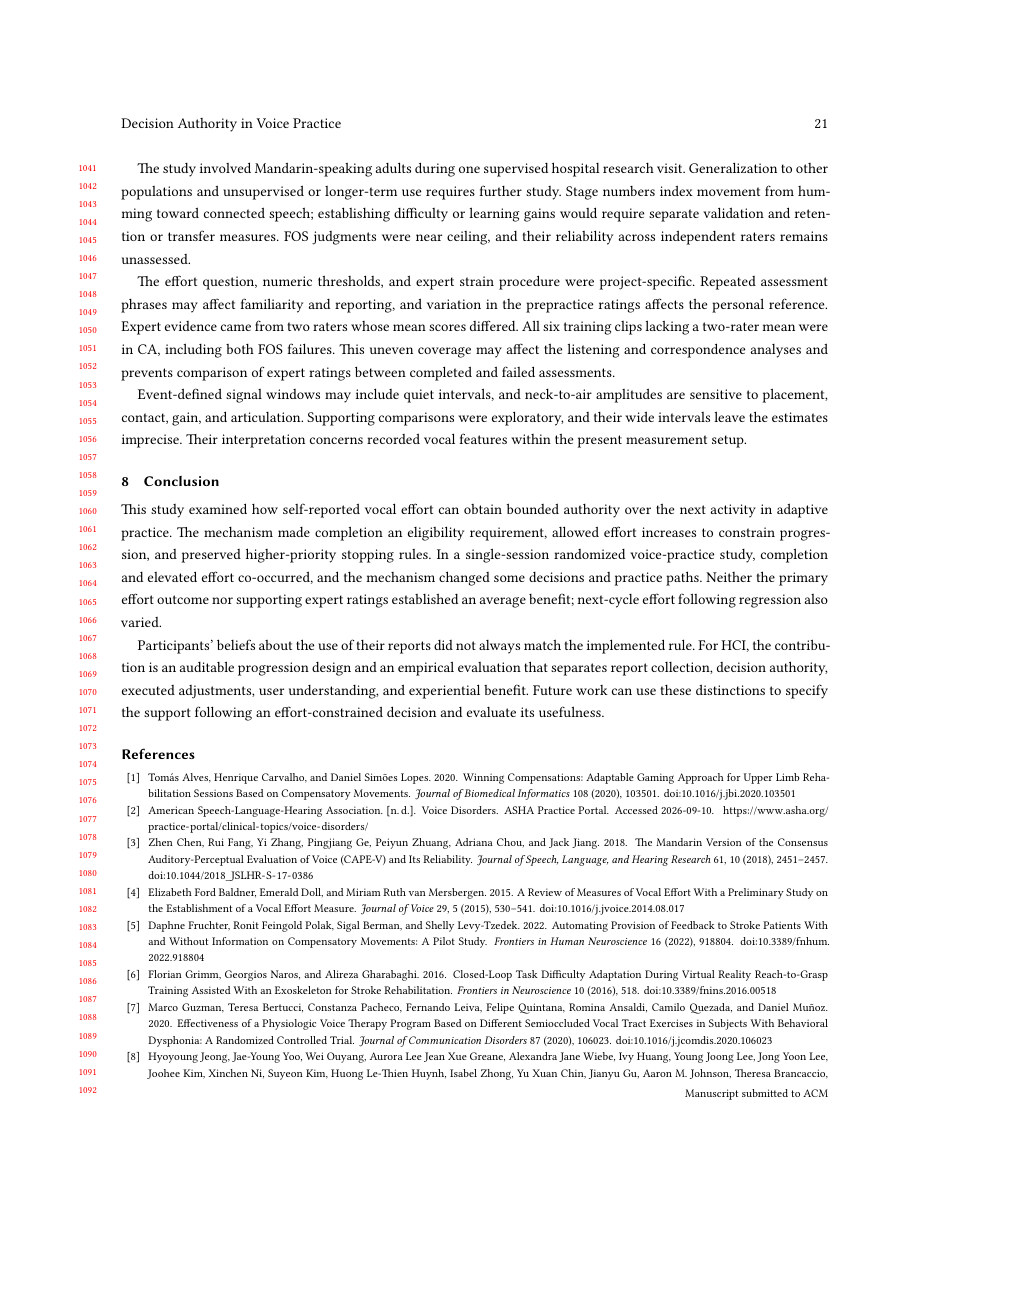 Decision Authority in Voice Practice 21
1041 The study involved Mandarin-speaking adults during one supervised hospital research visit. Generalization to other
1042 populations and unsupervised or longer-term use requires further study. Stage numbers index movement from hum-
1043 ming toward connected speech; establishing difficulty or learning gains would require separate validation and reten-
1044
1045 tion or transfer measures. FOS judgments were near ceiling, and their reliability across independent raters remains
1046 unassessed.
1047 The effort question, numeric thresholds, and expert strain procedure were project-specific. Repeated assessment
1048
1049 phrases may affect familiarity and reporting, and variation in the prepractice ratings affects the personal reference.
1050 Expert evidence came from two raters whose mean scores differed. All six training clips lacking a two-rater mean were
1051 in CA, including both FOS failures. This uneven coverage may affect the listening and correspondence analyses and
1052 prevents comparison of expert ratings between completed and failed assessments.
1053
1054 Event-defined signal windows may include quiet intervals, and neck-to-air amplitudes are sensitive to placement,
1055 contact, gain, and articulation. Supporting comparisons were exploratory, and their wide intervals leave the estimates
1056 imprecise. Their interpretation concerns recorded vocal features within the present measurement setup.
1057
1058 8 Conclusion
1059
1060 This study examined how self-reported vocal effort can obtain bounded authority over the next activity in adaptive
1061 practice. The mechanism made completion an eligibility requirement, allowed effort increases to constrain progres-
1062 sion, and preserved higher-priority stopping rules. In a single-session randomized voice-practice study, completion
1063
1064 and elevated effort co-occurred, and the mechanism changed some decisions and practice paths. Neither the primary
1065 effort outcome nor supporting expert ratings established an average benefit; next-cycle effort following regression also
1066 varied.
1067 Participants’ beliefs about the use of their reports did not always match the implemented rule. For HCI, the contribu-
1068
1069 tion is an auditable progression design and an empirical evaluation that separates report collection, decision authority,
1070 executed adjustments, user understanding, and experiential benefit. Future work can use these distinctions to specify
1071 the support following an effort-constrained decision and evaluate its usefulness.
1072
1073 References
1074
1075 [1] Tomás Alves, Henrique Carvalho, and Daniel Simões Lopes. 2020. Winning Compensations: Adaptable Gaming Approach for Upper Limb Reha-
1076 bilitation Sessions Based on Compensatory Movements. Journal of Biomedical Informatics 108 (2020), 103501. doi:10.1016/j.jbi.2020.103501
1077 [2] American Speech-Language-Hearing Association. [n. d.]. Voice Disorders. ASHA Practice Portal. Accessed 2026-09-10. https://www.asha.org/
practice-portal/clinical-topics/voice-disorders/
1078 [3] Zhen Chen, Rui Fang, Yi Zhang, Pingjiang Ge, Peiyun Zhuang, Adriana Chou, and Jack Jiang. 2018. The Mandarin Version of the Consensus
1079 Auditory-Perceptual Evaluation of Voice (CAPE-V) and Its Reliability. Journal of Speech, Language, and Hearing Research 61, 10 (2018), 2451–2457.
1080 doi:10.1044/2018_JSLHR-S-17-0386
1081 [4] Elizabeth Ford Baldner, Emerald Doll, and Miriam Ruth van Mersbergen. 2015. A Review of Measures of Vocal Effort With a Preliminary Study on
1082 the Establishment of a Vocal Effort Measure. Journal of Voice 29, 5 (2015), 530–541. doi:10.1016/j.jvoice.2014.08.017
1083 [5] Daphne Fruchter, Ronit Feingold Polak, Sigal Berman, and Shelly Levy-Tzedek. 2022. Automating Provision of Feedback to Stroke Patients With
1084 and Without Information on Compensatory Movements: A Pilot Study. Frontiers in Human Neuroscience 16 (2022), 918804. doi:10.3389/fnhum.
1085 2022.918804
1086 [6] Florian Grimm, Georgios Naros, and Alireza Gharabaghi. 2016. Closed-Loop Task Difficulty Adaptation During Virtual Reality Reach-to-Grasp
1087 Training Assisted With an Exoskeleton for Stroke Rehabilitation. Frontiers in Neuroscience 10 (2016), 518. doi:10.3389/fnins.2016.00518
1088 [7] Marco Guzman, Teresa Bertucci, Constanza Pacheco, Fernando Leiva, Felipe Quintana, Romina Ansaldi, Camilo Quezada, and Daniel Muñoz.
2020. Effectiveness of a Physiologic Voice Therapy Program Based on Different Semioccluded Vocal Tract Exercises in Subjects With Behavioral
1089 Dysphonia: A Randomized Controlled Trial. Journal of Communication Disorders 87 (2020), 106023. doi:10.1016/j.jcomdis.2020.106023
1090 [8] Hyoyoung Jeong, Jae-Young Yoo, Wei Ouyang, Aurora Lee Jean Xue Greane, Alexandra Jane Wiebe, Ivy Huang, Young Joong Lee, Jong Yoon Lee,
1091 Joohee Kim, Xinchen Ni, Suyeon Kim, Huong Le-Thien Huynh, Isabel Zhong, Yu Xuan Chin, Jianyu Gu, Aaron M. Johnson, Theresa Brancaccio,
1092 Manuscript submitted to ACM